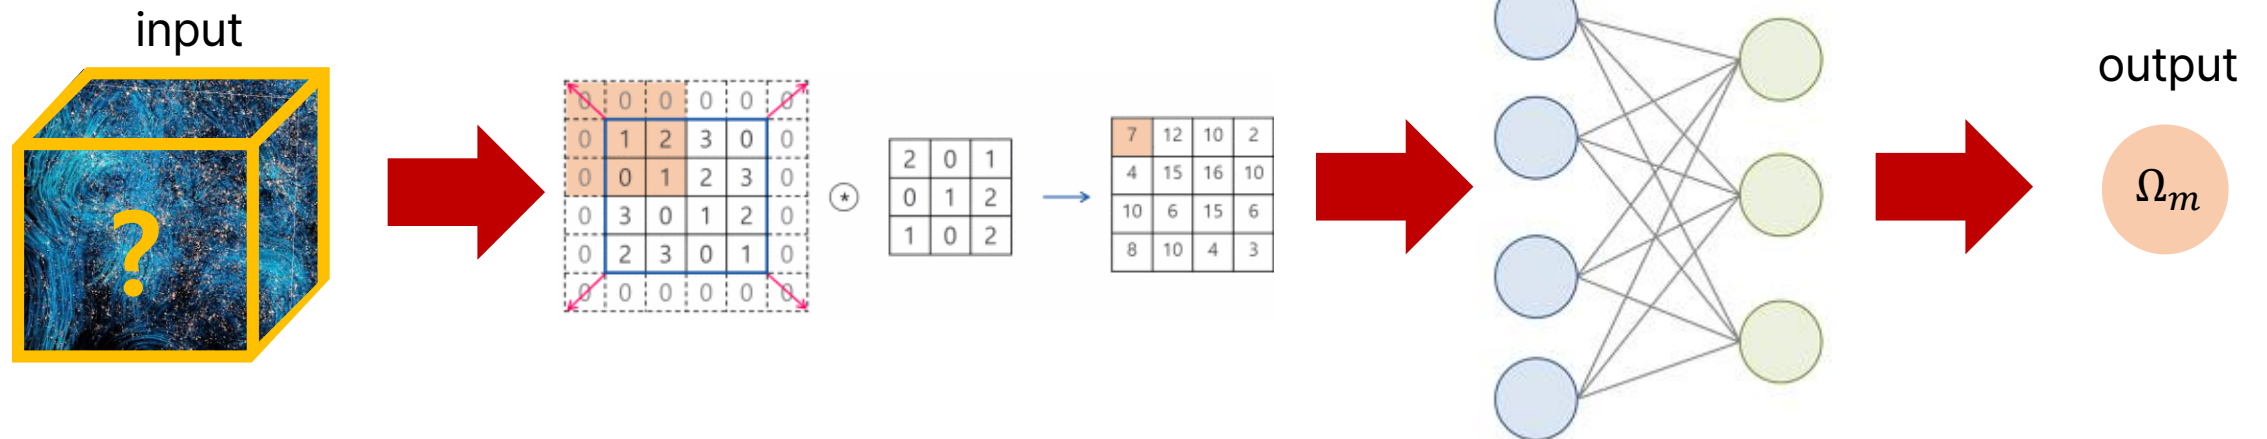 input
?
0 0 0 0 0 0
0 1 2 3 0 0
0 0 1 2 3 0
0 3 0 1 2 0
0 2 3 0 1 0
0 0 0 0 0 0
*
2 0 1
0 1 2
1 0 2
7 12 10 2
4 15 16 10
10 6 15 6
8 10 4 3
output
Ωₘ